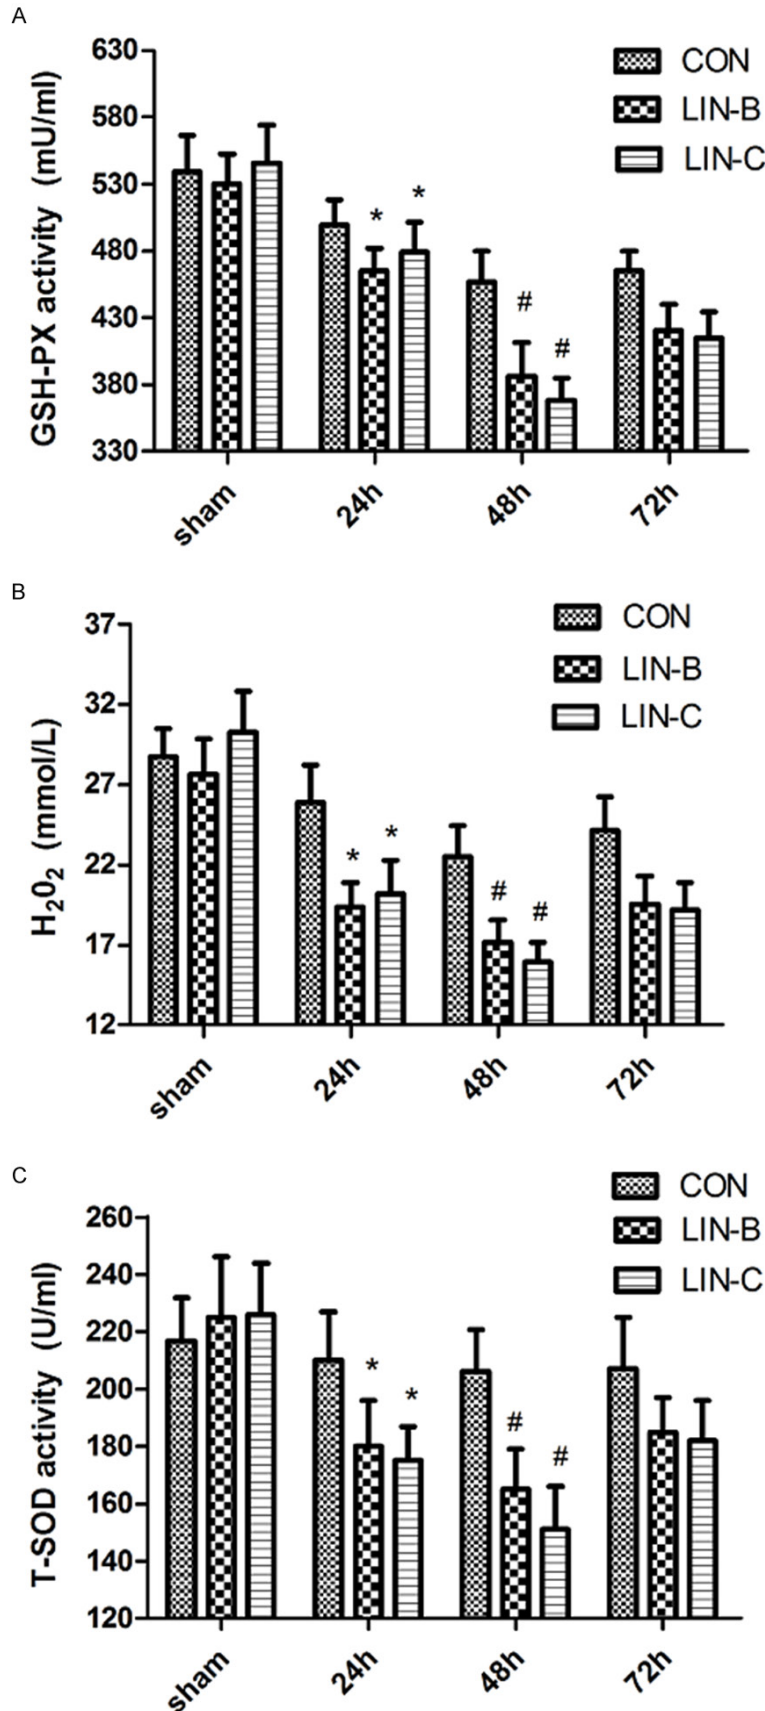 A
CON
LIN-B
LIN-C
GSH-PX activity (mU/ml)
630
580
530
480
430
380
330
*
*
#
#
sham
24h
48h
72h
B
CON
LIN-B
LIN-C
H₂0₂ (mmol/L)
37
32
27
22
17
12
*
*
#
#
sham
24h
48h
72h
C
CON
LIN-B
LIN-C
T-SOD activity (U/ml)
260
240
220
200
180
160
140
120
*
*
#
#
sham
24h
48h
72h